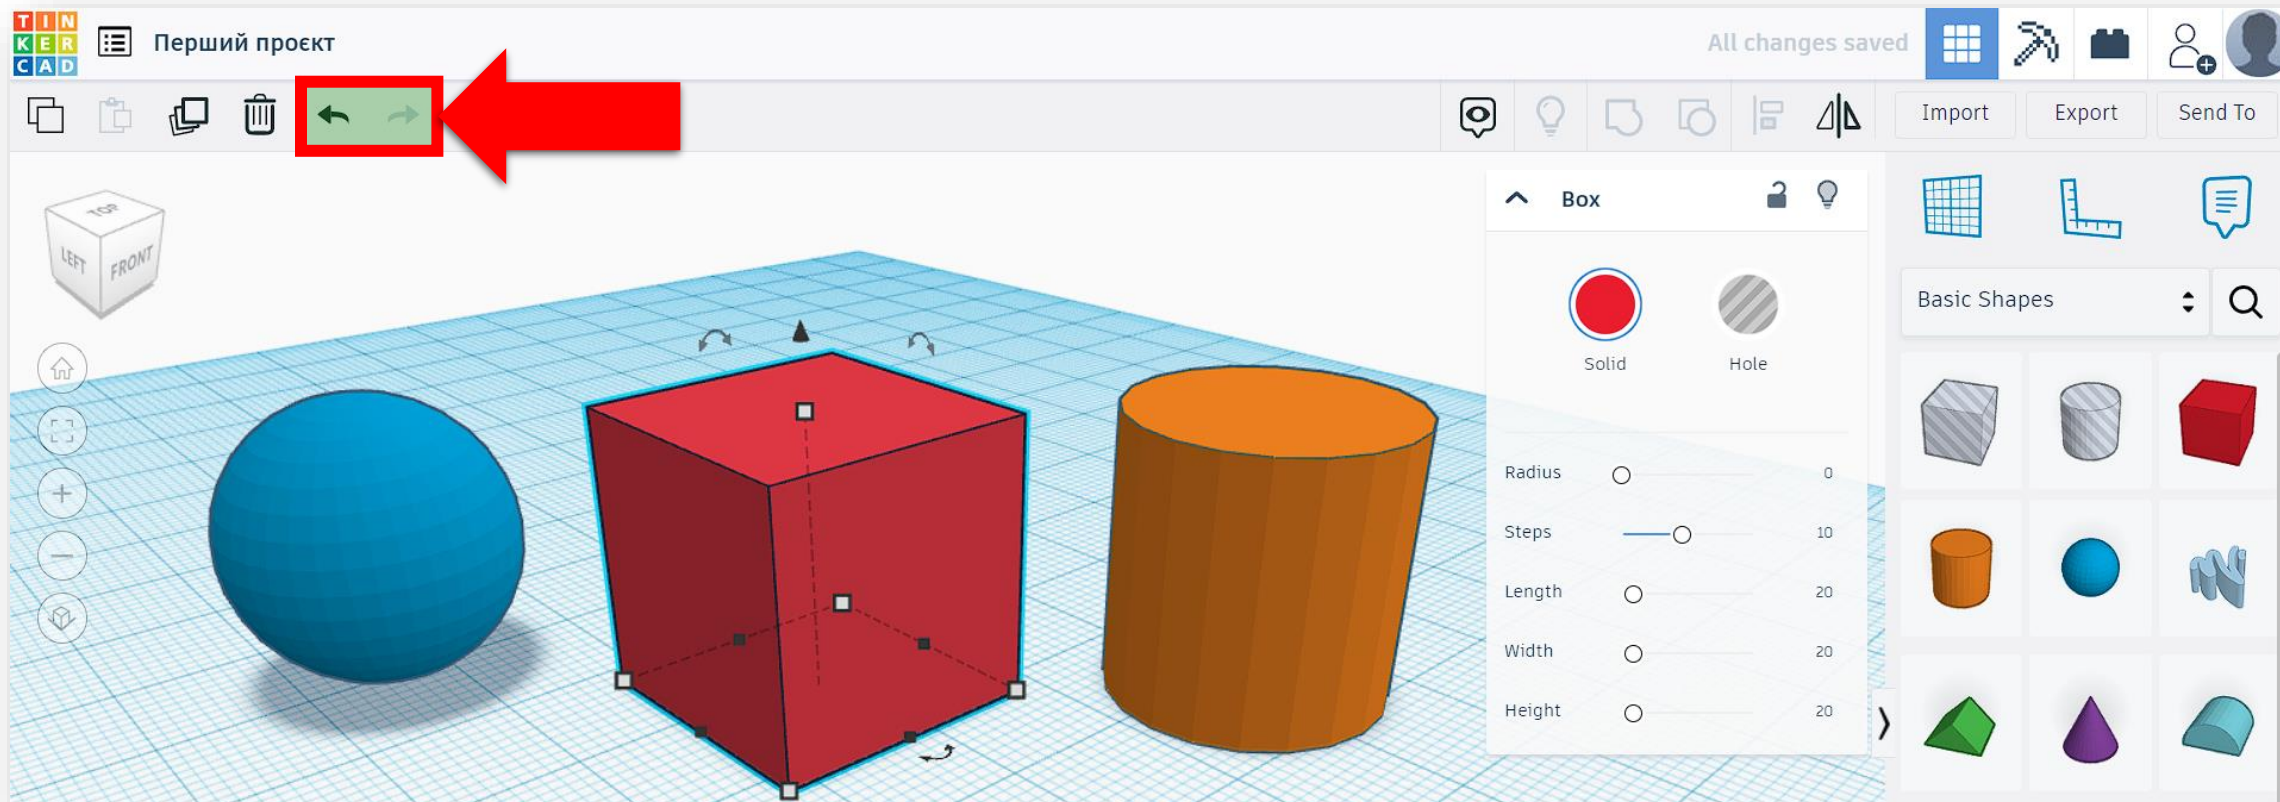 TIN
KER
CAD
Перший проєкт
All changes saved
Import
Export
Send To
TOP
LEFT
FRONT
Box
Solid
Hole
Radius 0
Steps 10
Length 20
Width 20
Height 20
Basic Shapes